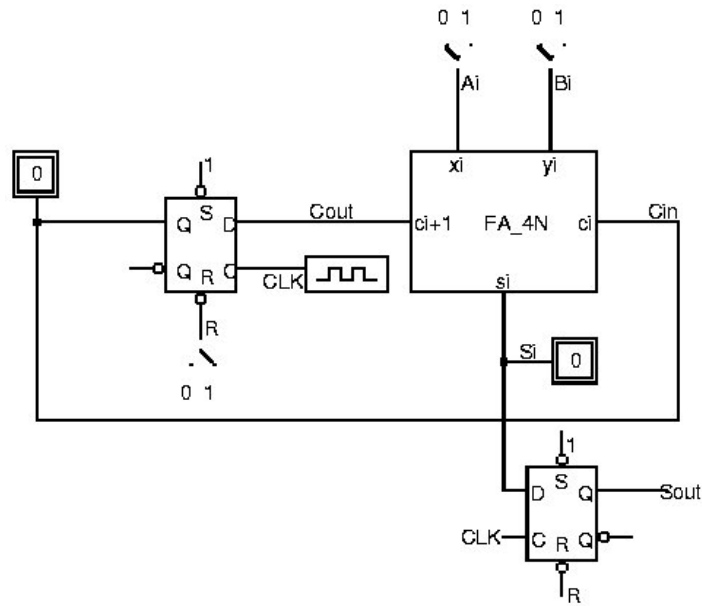 0 1 0 1
Ai Bi
0 1 xi yi
S Cout Cin
Q D ci+1 FA_4N ci
Q R C CLK si
R Si 0
0 1
1
S
D Q Sout
CLK C R Q
R